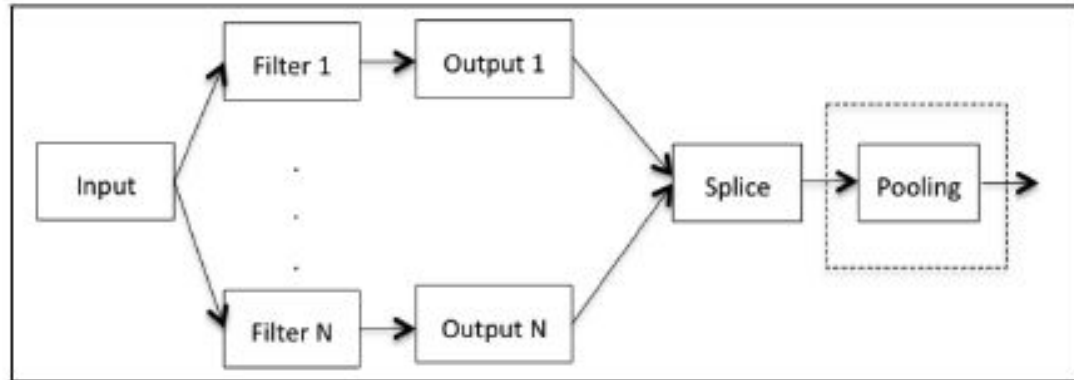 Filter 1
Output 1
Input
Splice
Pooling
Filter N
Output N